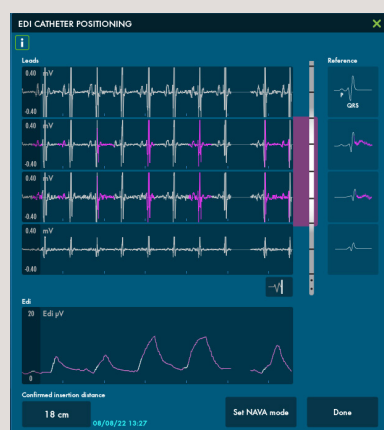 EDI CATHETER POSITIONING
i
Leads
Reference
0.40 mV
-0.40
P
QRS
0.40 mV
-0.40
0.40 mV
-0.40
0.40 mV
-0.40
Edi
20 Edi µV
0
Confirmed insertion distance
18 cm
08/08/22 13:27
Set NAVA mode
Done